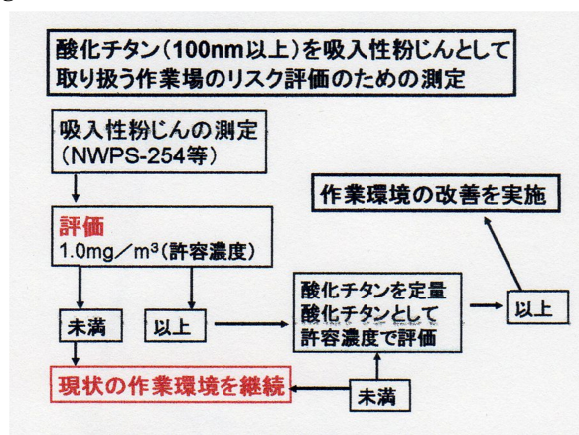 酸化チタン(100nm以上)を吸入性粉じんとして
取り扱う作業場のリスク評価のための測定
吸入性粉じんの測定
(NWPS-254等)
作業環境の改善を実施
評価
1.0mg/m³(許容濃度)
酸化チタンを定量
酸化チタンとして
許容濃度で評価
未満
以上
以上
現状の作業環境を継続
未満